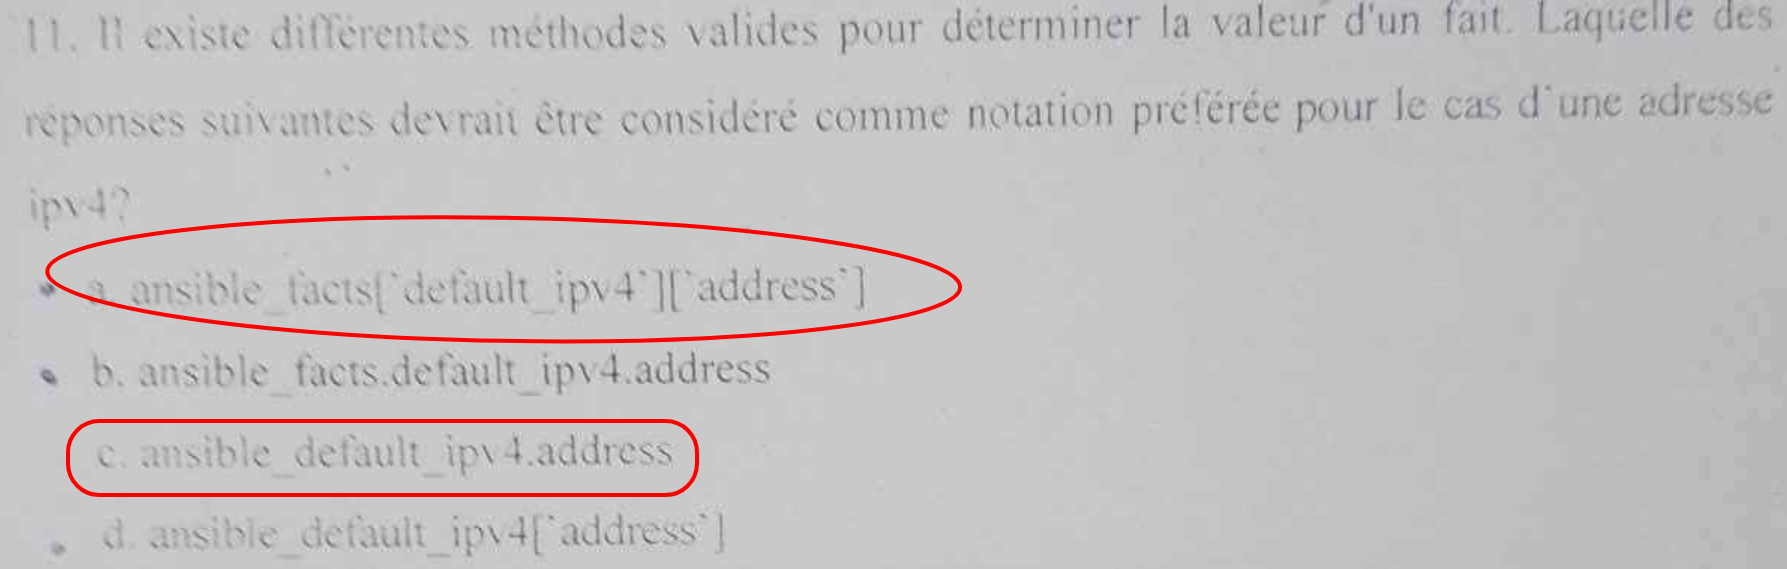 11. Il existe différentes méthodes valides pour déterminer la valeur d'un fait. Laquelle des
réponses suivantes devrait être considéré comme notation préférée pour le cas d`une adresse
ipv4?
a. ansible_facts[`default_ipv4`][`address`]
b. ansible_facts.default_ipv4.address
c. ansible_default_ipv4.address
d. ansible_default_ipv4[`address`]